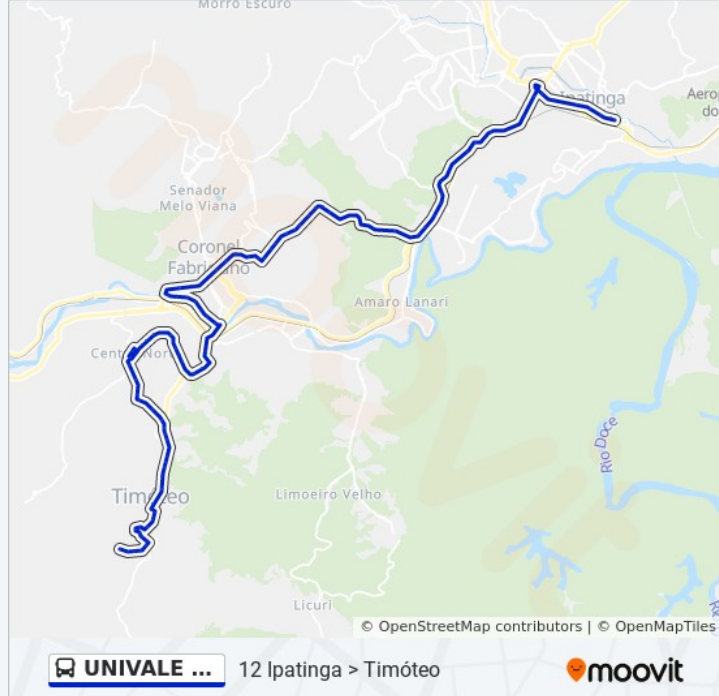 Morro Escuro
Ipatinga
Aerop
do
Senador
Melo Viana
Coronel
Fabriciano
Amaro Lanari
Centro Norte
Rio Doce
Timóteo
Limoeiro Velho
Licuri
© OpenStreetMap contributors | © OpenMapTiles
UNIVALE ...
12 Ipatinga > Timóteo
moovit